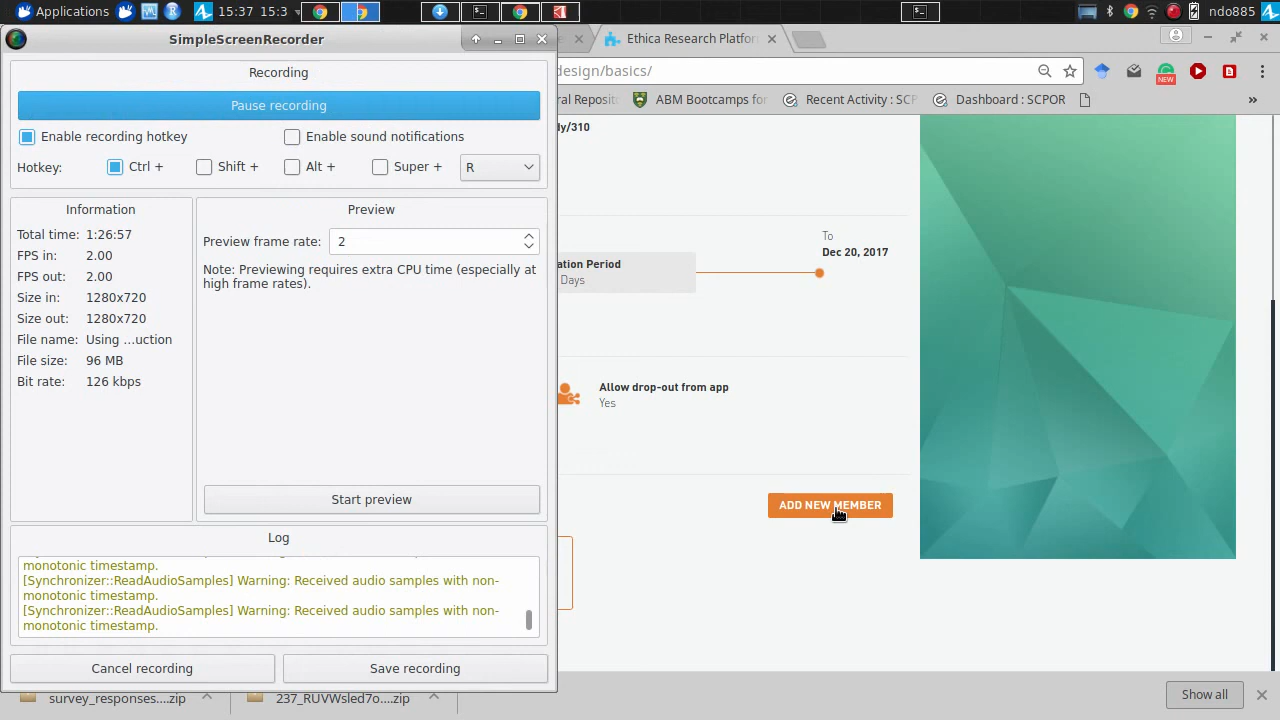 Applications 15:37 15:3 ndo885
SimpleScreenRecorder
Ethica Research Platfor
Recording
design/basics/
Pause recording
NEW
ral Reposit
ABM Bootcamps fo
Recent Activity : SCP
Dashboard : SCPOR
»
Enable recording hotkey
Enable sound notifications
ly/310
Hotkey:
Ctrl +
Shift +
Alt +
Super +
R
Information
Total time: 1:26:57
FPS in: 2.00
FPS out: 2.00
Size in: 1280x720
Size out: 1280x720
File name: Using ...uction
File size: 96 MB
Bit rate: 126 kbps
Preview
Preview frame rate: 2
Note: Previewing requires extra CPU time (especially at
high frame rates).
Start preview
To
Dec 20, 2017
ation Period
Days
Allow drop-out from app
Yes
ADD NEW MEMBER
Log
monotonic timestamp.
[Synchronizer::ReadAudioSamples] Warning: Received audio samples with non-
monotonic timestamp.
[Synchronizer::ReadAudioSamples] Warning: Received audio samples with non-
monotonic timestamp.
Cancel recording
Save recording
survey_responses....zip
237_RUVWsled7o....zip
Show all